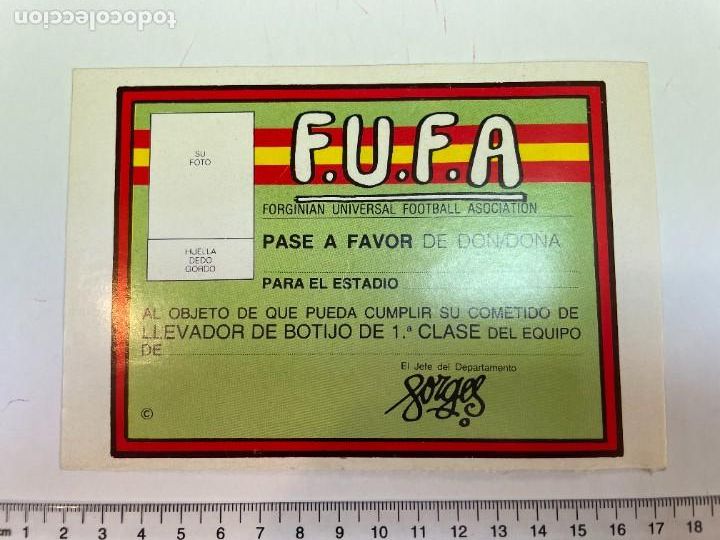 todocoleccion
F.U.F.A
SU
FOTO
FORGINIAN UNIVERSAL FOOTBALL ASOCIATION
PASE A FAVOR DE DON/DONA
HUELLA
DEDO
GORDO
PARA EL ESTADIO
AL OBJETO DE QUE PUEDA CUMPLIR SU COMETIDO DE
LLEVADOR DE BOTIJO DE 1.ª CLASE DEL EQUIPO
DE
El Jefe del Departamento
Forges
©
cm 1 2 3 4 5 6 7 8 9 10 11 12 13 14 15 16 17 18